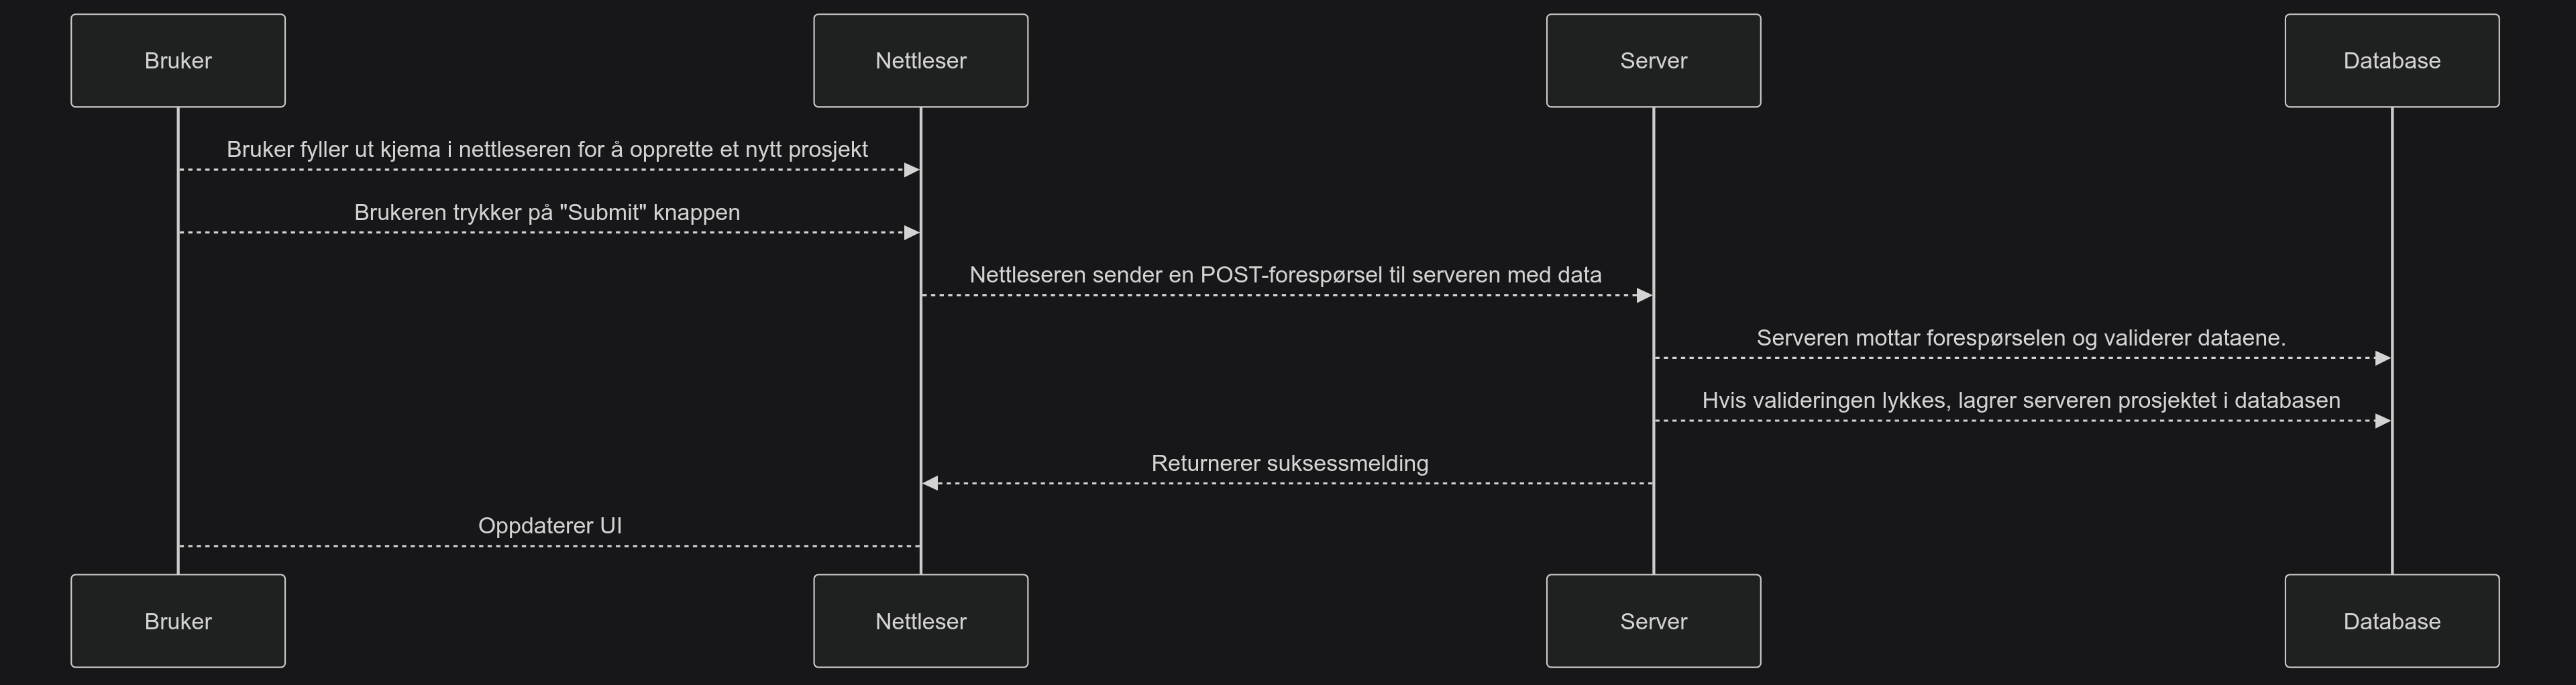 Bruker
Nettleser
Server
Database
Bruker fyller ut kjema i nettleseren for å opprette et nytt prosjekt
Brukeren trykker på "Submit" knappen
Nettleseren sender en POST-forespørsel til serveren med data
Serveren mottar forespørselen og validerer dataene.
Hvis valideringen lykkes, lagrer serveren prosjektet i databasen
Returnerer suksessmelding
Oppdaterer UI
Bruker
Nettleser
Server
Database